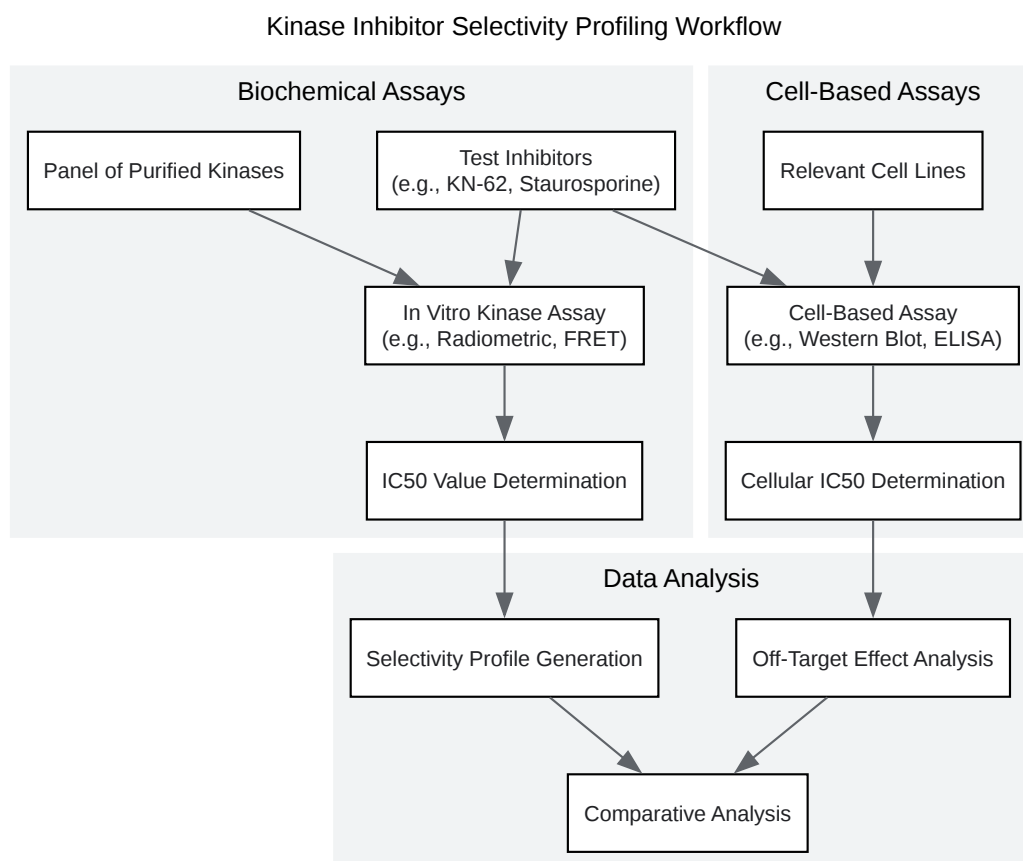 Kinase Inhibitor Selectivity Profiling Workflow
Biochemical Assays
Cell-Based Assays
Panel of Purified Kinases
Test Inhibitors
(e.g., KN-62, Staurosporine)
Relevant Cell Lines
In Vitro Kinase Assay
(e.g., Radiometric, FRET)
Cell-Based Assay
(e.g., Western Blot, ELISA)
IC50 Value Determination
Cellular IC50 Determination
Data Analysis
Selectivity Profile Generation
Off-Target Effect Analysis
Comparative Analysis